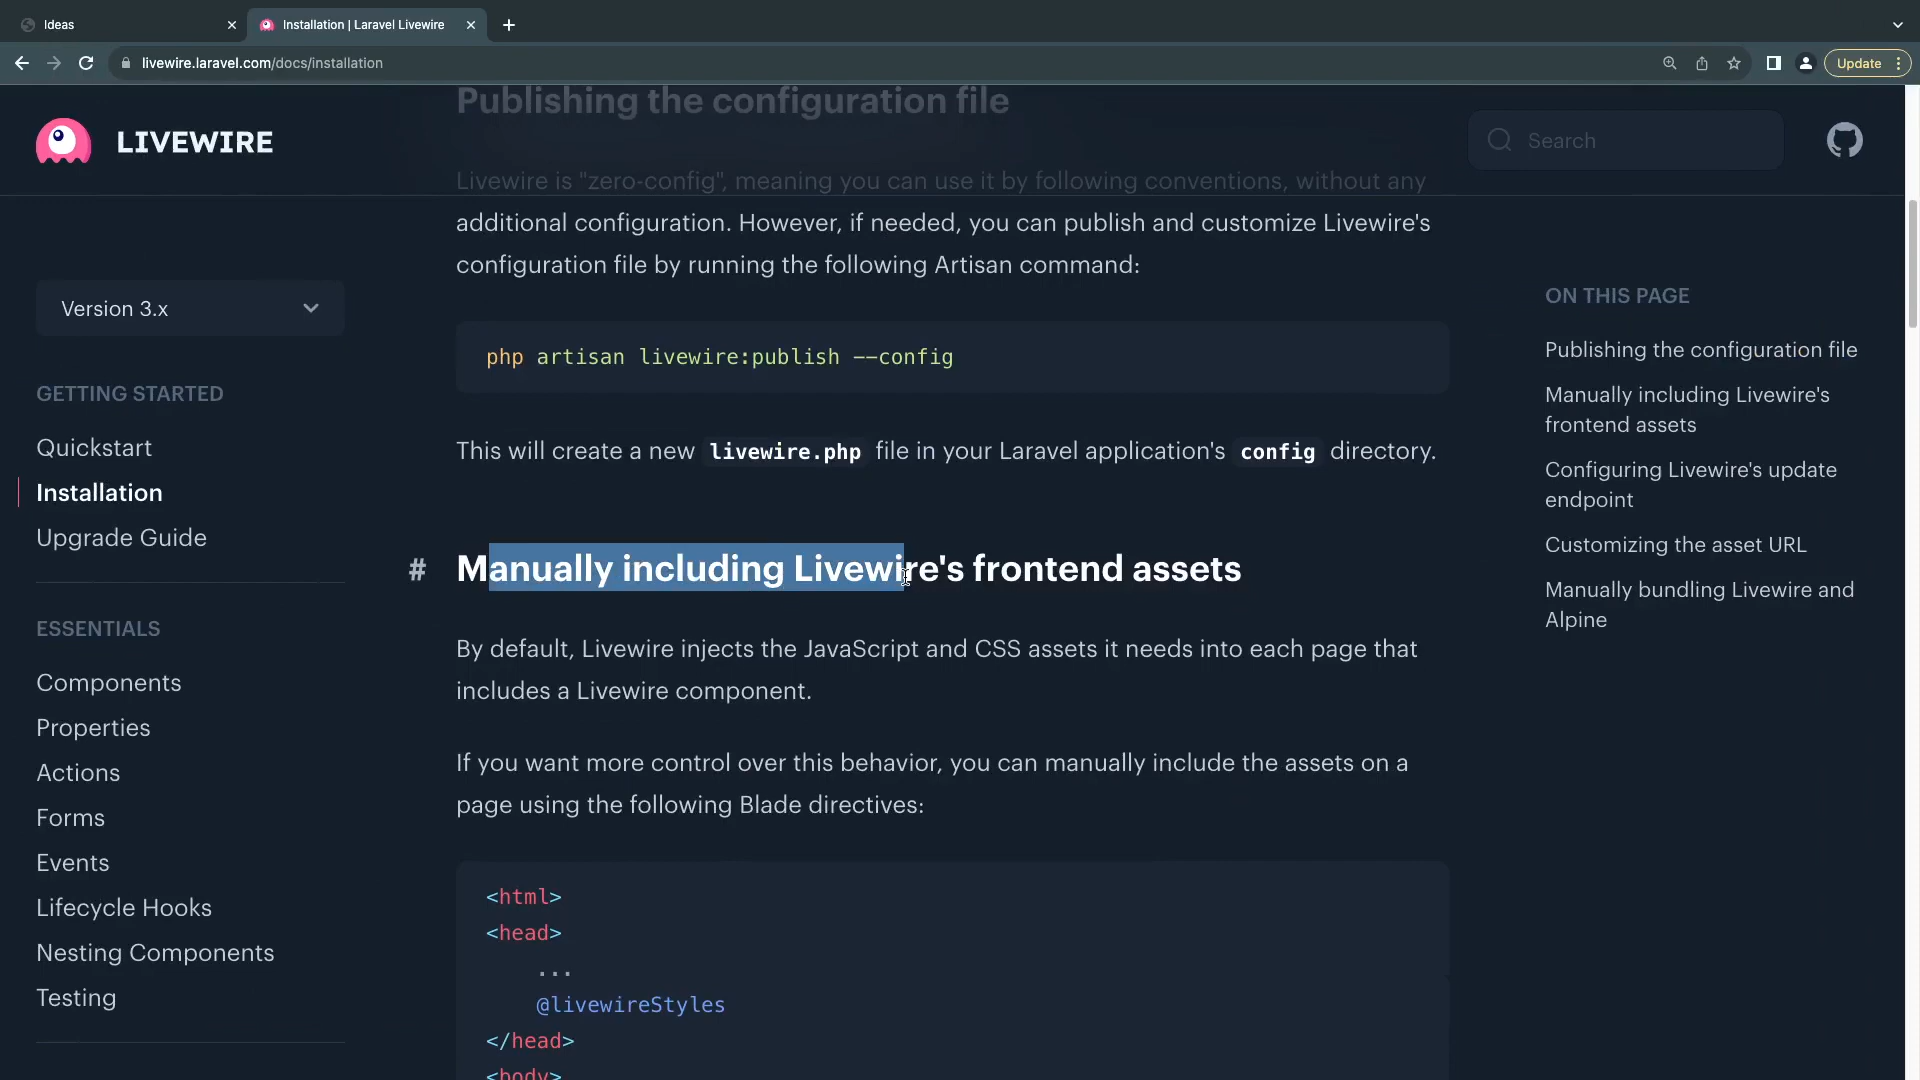 Ideas
Installation | Laravel Livewire
livewire.laravel.com/docs/installation
Update
LIVEWIRE
Search
Version 3.x
GETTING STARTED
Quickstart
Installation
Upgrade Guide
ESSENTIALS
Components
Properties
Actions
Forms
Events
Lifecycle Hooks
Nesting Components
Testing
Publishing the configuration file
Livewire is "zero-config", meaning you can use it by following conventions, without any
additional configuration. However, if needed, you can publish and customize Livewire's
configuration file by running the following Artisan command:
php artisan livewire:publish --config
This will create a new livewire.php file in your Laravel application's config directory.
# Manually including Livewire's frontend assets
By default, Livewire injects the JavaScript and CSS assets it needs into each page that
includes a Livewire component.
If you want more control over this behavior, you can manually include the assets on a
page using the following Blade directives:
<html>
<head>
...
@livewireStyles
</head>
<body>
ON THIS PAGE
Publishing the configuration file
Manually including Livewire's
frontend assets
Configuring Livewire's update
endpoint
Customizing the asset URL
Manually bundling Livewire and
Alpine